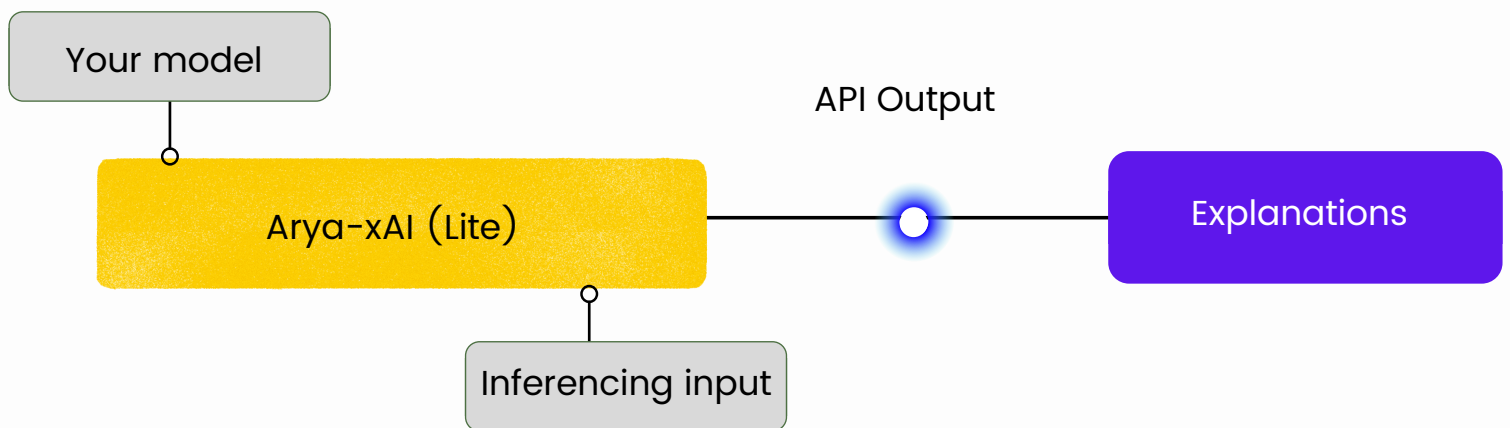 Your model
API Output
Arya-xAI (Lite)
Explanations
Inferencing input